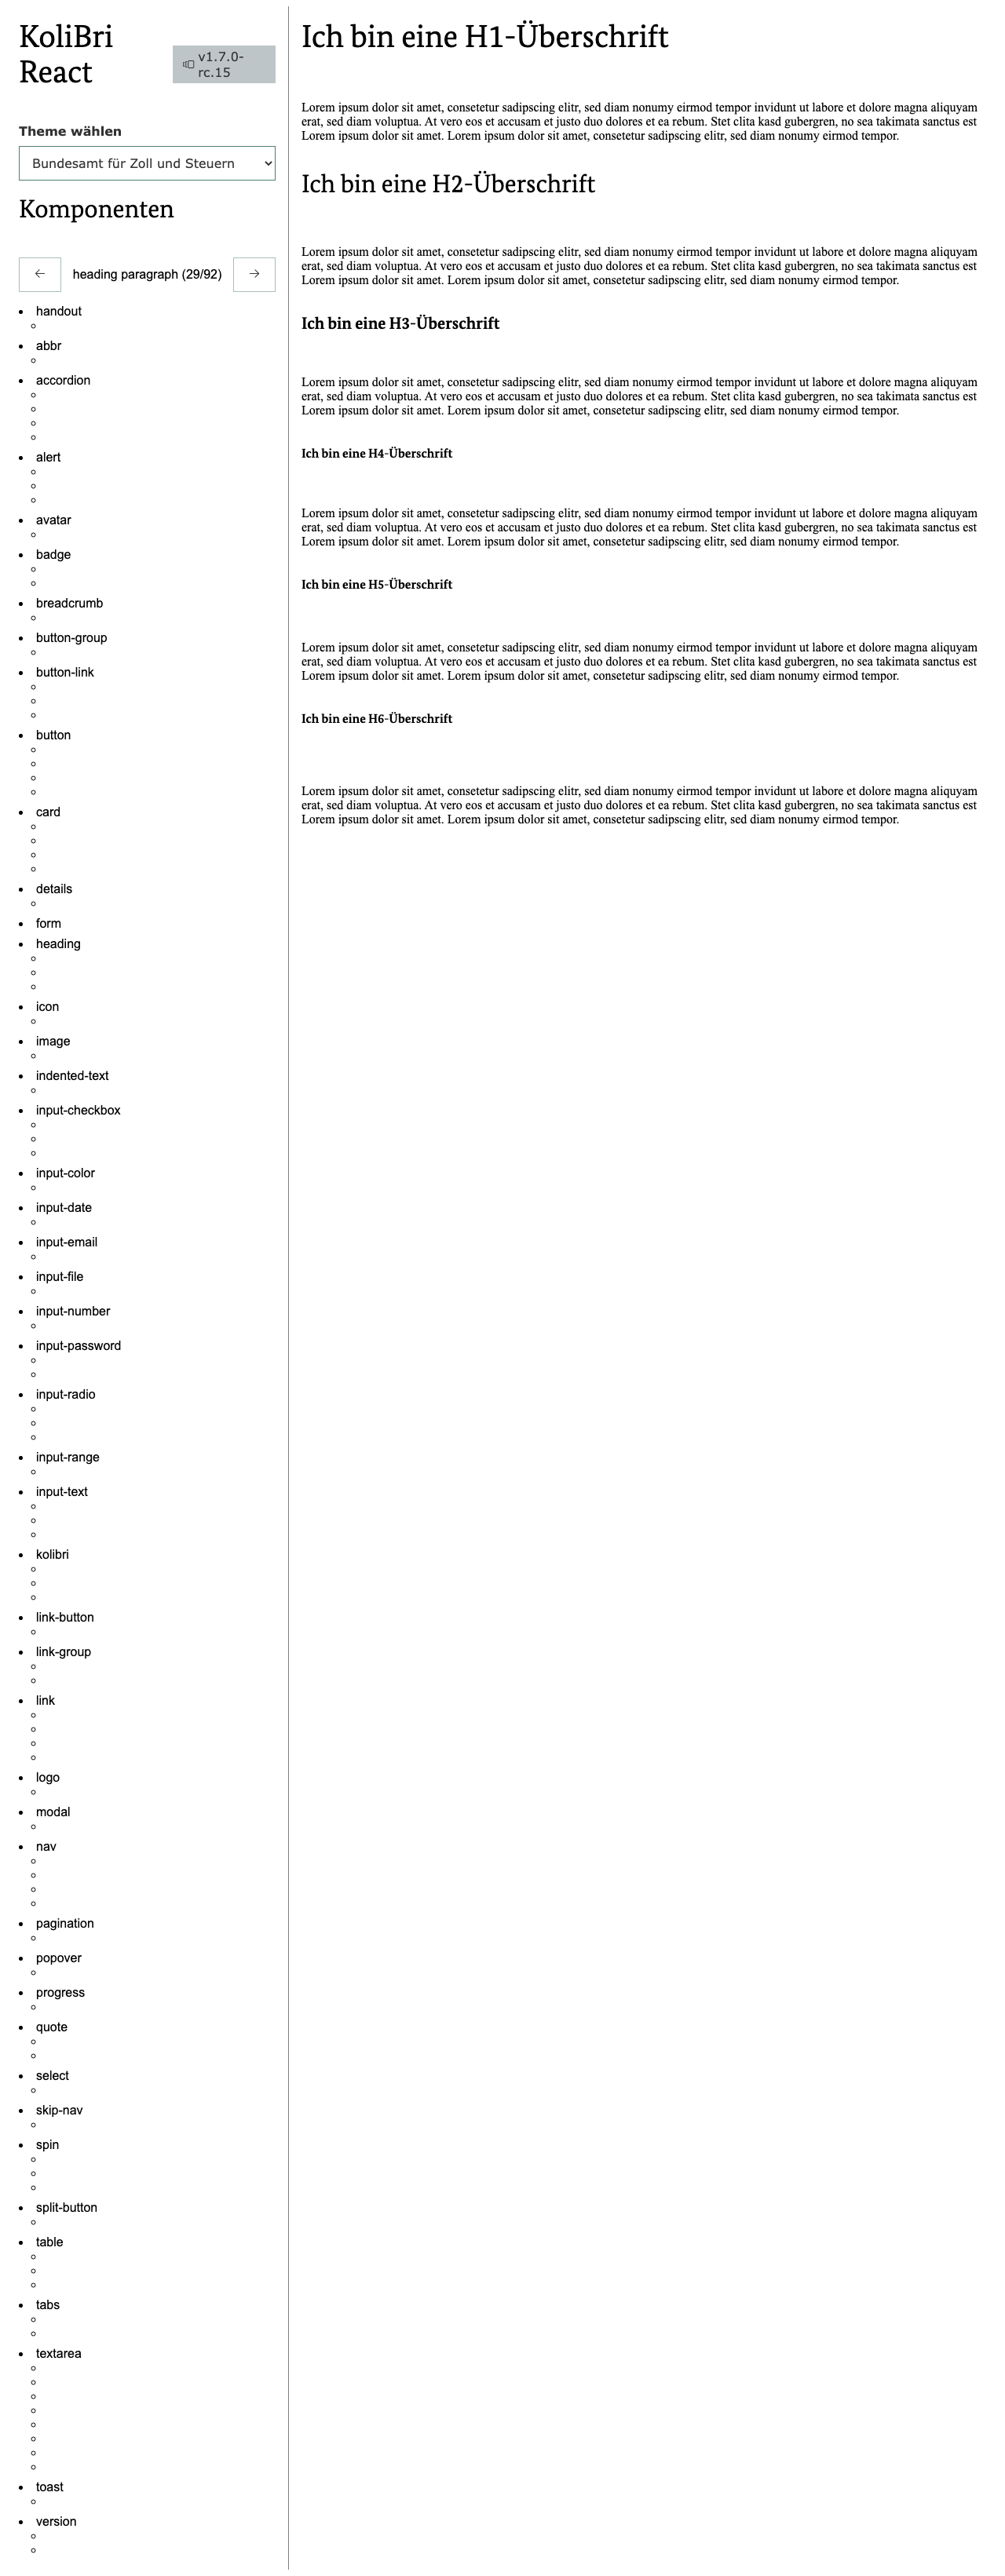 KoliBri
React
v1.7.0-
rc.15
Theme wählen
Bundesamt für Zoll und Steuern
Komponenten
heading paragraph (29/92)
handout
abbr
accordion
alert
avatar
badge
breadcrumb
button-group
button-link
button
card
details
form
heading
icon
image
indented-text
input-checkbox
input-color
input-date
input-email
input-file
input-number
input-password
input-radio
input-range
input-text
kolibri
link-button
link-group
link
logo
modal
nav
pagination
popover
progress
quote
select
skip-nav
spin
split-button
table
tabs
textarea
toast
version
Ich bin eine H1-Überschrift
Lorem ipsum dolor sit amet, consetetur sadipscing elitr, sed diam nonumy eirmod tempor invidunt ut labore et dolore magna aliquyam
erat, sed diam voluptua. At vero eos et accusam et justo duo dolores et ea rebum. Stet clita kasd gubergren, no sea takimata sanctus est
Lorem ipsum dolor sit amet. Lorem ipsum dolor sit amet, consetetur sadipscing elitr, sed diam nonumy eirmod tempor.
Ich bin eine H2-Überschrift
Lorem ipsum dolor sit amet, consetetur sadipscing elitr, sed diam nonumy eirmod tempor invidunt ut labore et dolore magna aliquyam
erat, sed diam voluptua. At vero eos et accusam et justo duo dolores et ea rebum. Stet clita kasd gubergren, no sea takimata sanctus est
Lorem ipsum dolor sit amet. Lorem ipsum dolor sit amet, consetetur sadipscing elitr, sed diam nonumy eirmod tempor.
Ich bin eine H3-Überschrift
Lorem ipsum dolor sit amet, consetetur sadipscing elitr, sed diam nonumy eirmod tempor invidunt ut labore et dolore magna aliquyam
erat, sed diam voluptua. At vero eos et accusam et justo duo dolores et ea rebum. Stet clita kasd gubergren, no sea takimata sanctus est
Lorem ipsum dolor sit amet. Lorem ipsum dolor sit amet, consetetur sadipscing elitr, sed diam nonumy eirmod tempor.
Ich bin eine H4-Überschrift
Lorem ipsum dolor sit amet, consetetur sadipscing elitr, sed diam nonumy eirmod tempor invidunt ut labore et dolore magna aliquyam
erat, sed diam voluptua. At vero eos et accusam et justo duo dolores et ea rebum. Stet clita kasd gubergren, no sea takimata sanctus est
Lorem ipsum dolor sit amet. Lorem ipsum dolor sit amet, consetetur sadipscing elitr, sed diam nonumy eirmod tempor.
Ich bin eine H5-Überschrift
Lorem ipsum dolor sit amet, consetetur sadipscing elitr, sed diam nonumy eirmod tempor invidunt ut labore et dolore magna aliquyam
erat, sed diam voluptua. At vero eos et accusam et justo duo dolores et ea rebum. Stet clita kasd gubergren, no sea takimata sanctus est
Lorem ipsum dolor sit amet. Lorem ipsum dolor sit amet, consetetur sadipscing elitr, sed diam nonumy eirmod tempor.
Ich bin eine H6-Überschrift
Lorem ipsum dolor sit amet, consetetur sadipscing elitr, sed diam nonumy eirmod tempor invidunt ut labore et dolore magna aliquyam
erat, sed diam voluptua. At vero eos et accusam et justo duo dolores et ea rebum. Stet clita kasd gubergren, no sea takimata sanctus est
Lorem ipsum dolor sit amet. Lorem ipsum dolor sit amet, consetetur sadipscing elitr, sed diam nonumy eirmod tempor.